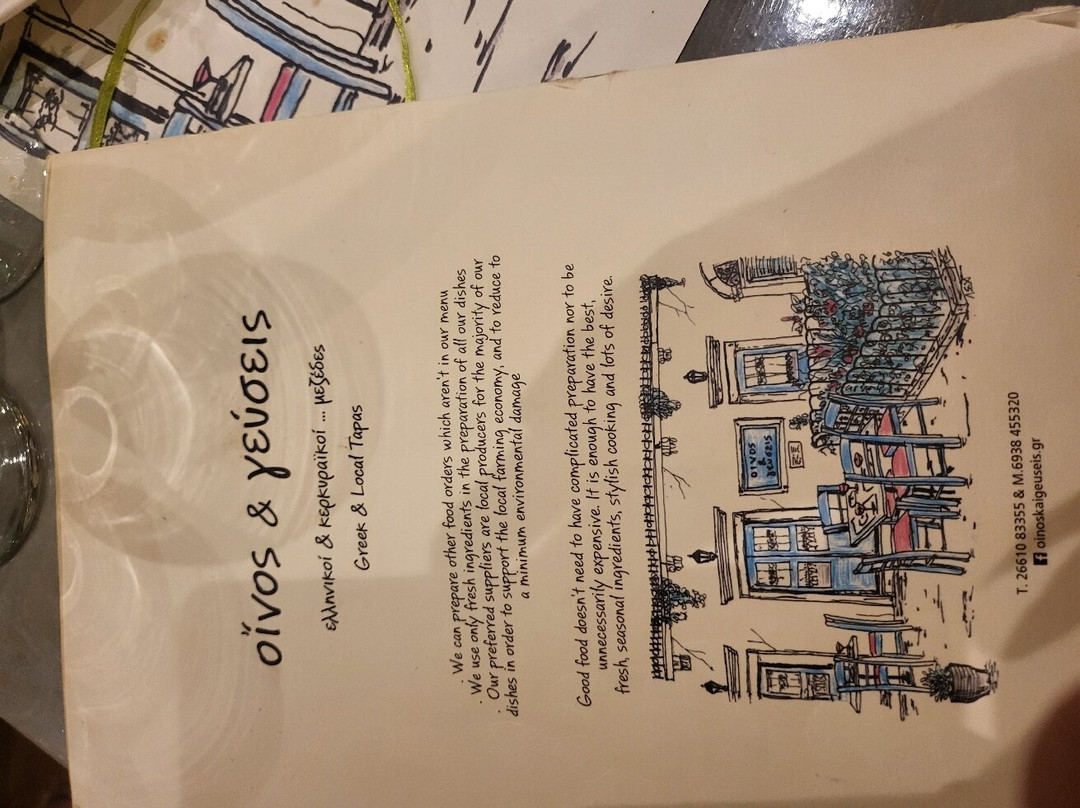 οἴνος & γεύσεις
ελληνικοί & κερκυραϊκοί ... μεζέδες
Greek & Local Tapas
· We can prepare other food orders which aren't in our menu
· We use only fresh ingredients in the preparation of all our dishes
· Our preferred suppliers are local producers for the majority of our
dishes in order to support the local farming economy, and to reduce to
a minimum environmental damage
Good food doesn't need to have complicated preparation nor to be
unnecessarily expensive. It is enough to have the best,
fresh, seasonal ingredients, stylish cooking and lots of desire.
ΟΙΝΟΣ
&
ΓΕΥΣΕΙΣ
T. 26610 83355 & M.6938 455320
oinoskaigeuseis.gr